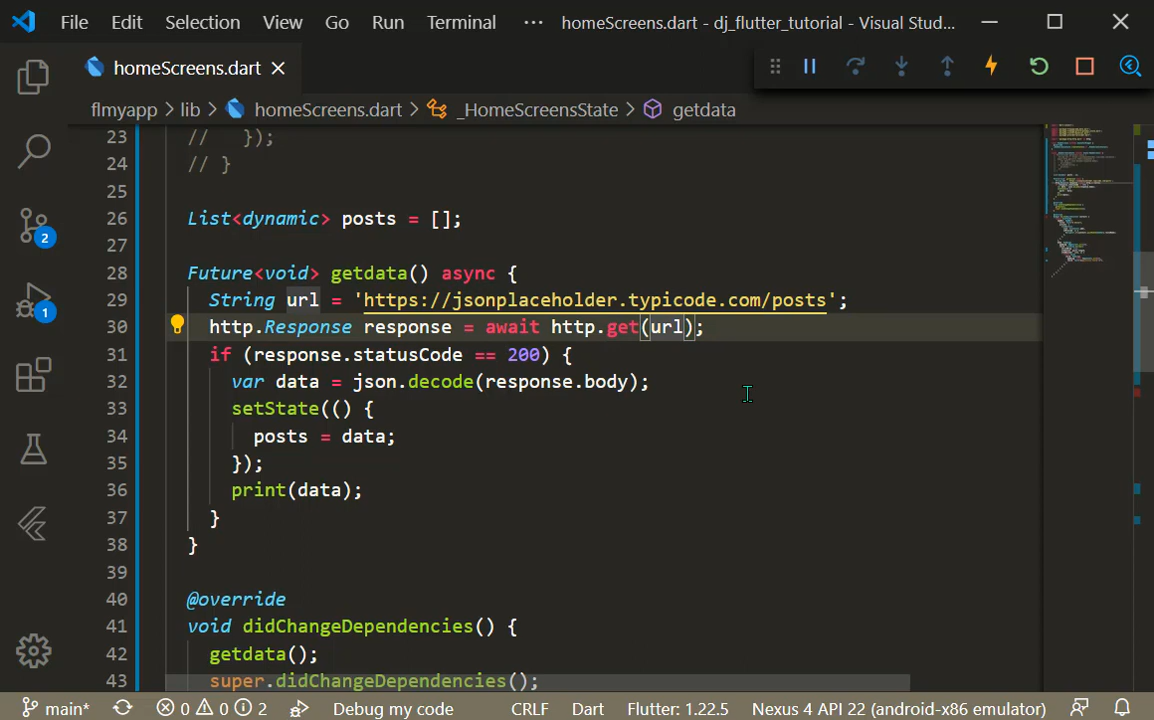 File Edit Selection View Go Run Terminal ··· homeScreens.dart - dj_flutter_tutorial - Visual Stud...
homeScreens.dart
flmyapp > lib > homeScreens.dart > _HomeScreensState > getdata
23 //   });
24 // }
25
26 List<dynamic> posts = [];
27
28 Future<void> getdata() async {
29   String url = 'https://jsonplaceholder.typicode.com/posts';
30   http.Response response = await http.get(url);
31   if (response.statusCode == 200) {
32     var data = json.decode(response.body);
33     setState(() {
34       posts = data;
35     });
36     print(data);
37   }
38 }
39
40 @override
41 void didChangeDependencies() {
42   getdata();
43   super.didChangeDependencies();
2
1
main* 0 0 2 Debug my code CRLF Dart Flutter: 1.22.5 Nexus 4 API 22 (android-x86 emulator)